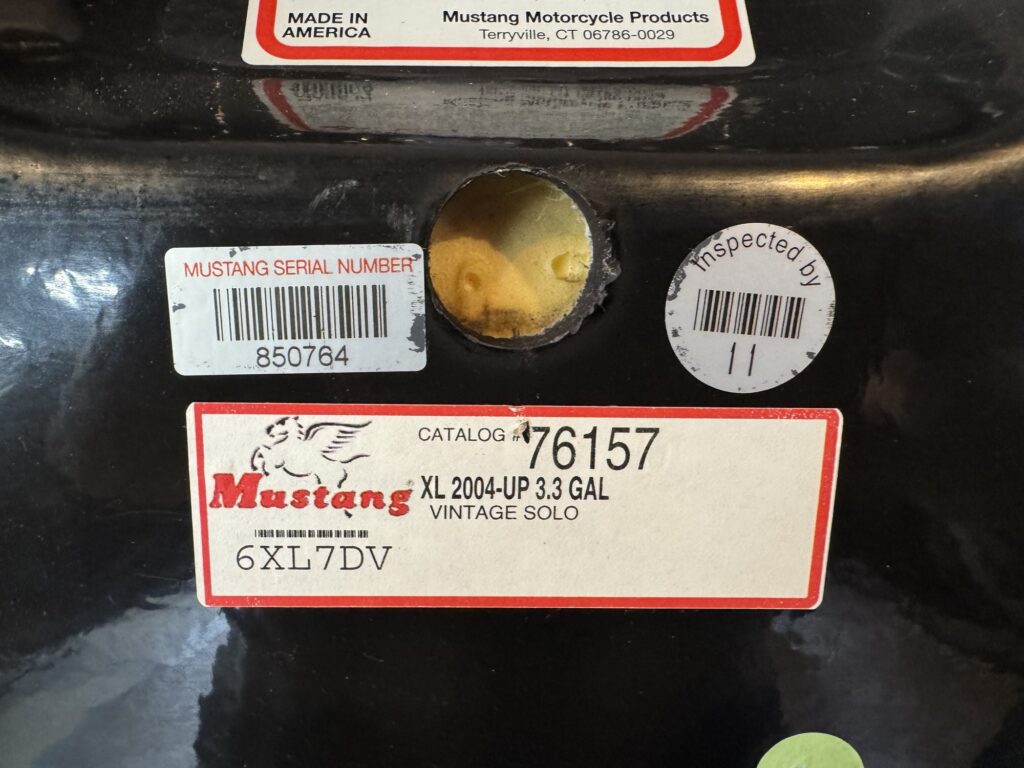 MADE IN
AMERICA
Mustang Motorcycle Products
Terryville, CT 06786-0029
MUSTANG SERIAL NUMBER
850764
Inspected by
11
Mustang
CATALOG # 76157
XL 2004-UP 3.3 GAL
VINTAGE SOLO
6XL7DV